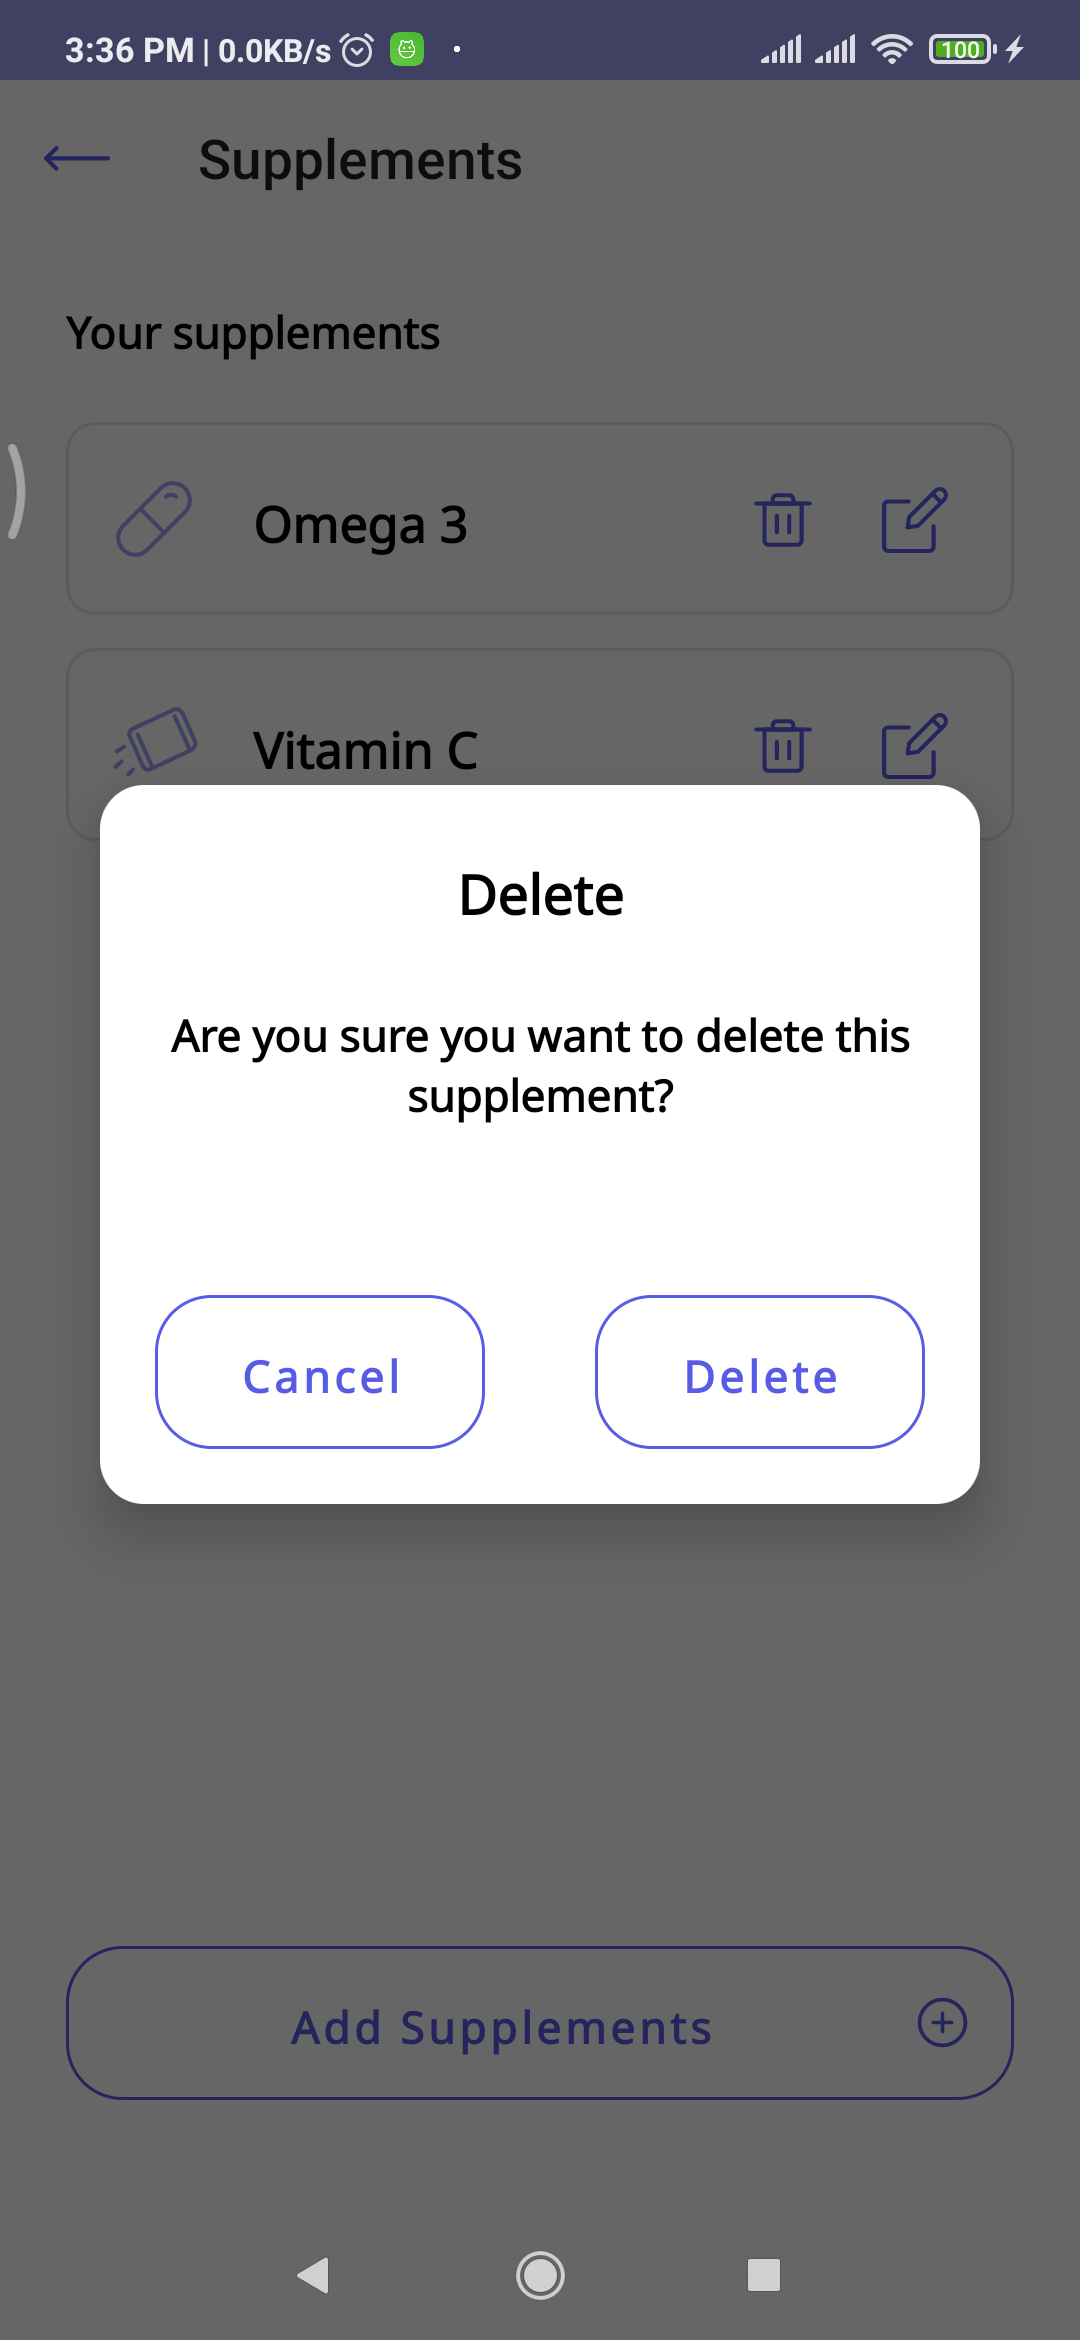 3:36 PM | 0.0KB/s
100
Supplements
Your supplements
Omega 3
Vitamin C
Delete
Are you sure you want to delete this
supplement?
Cancel
Delete
Add Supplements